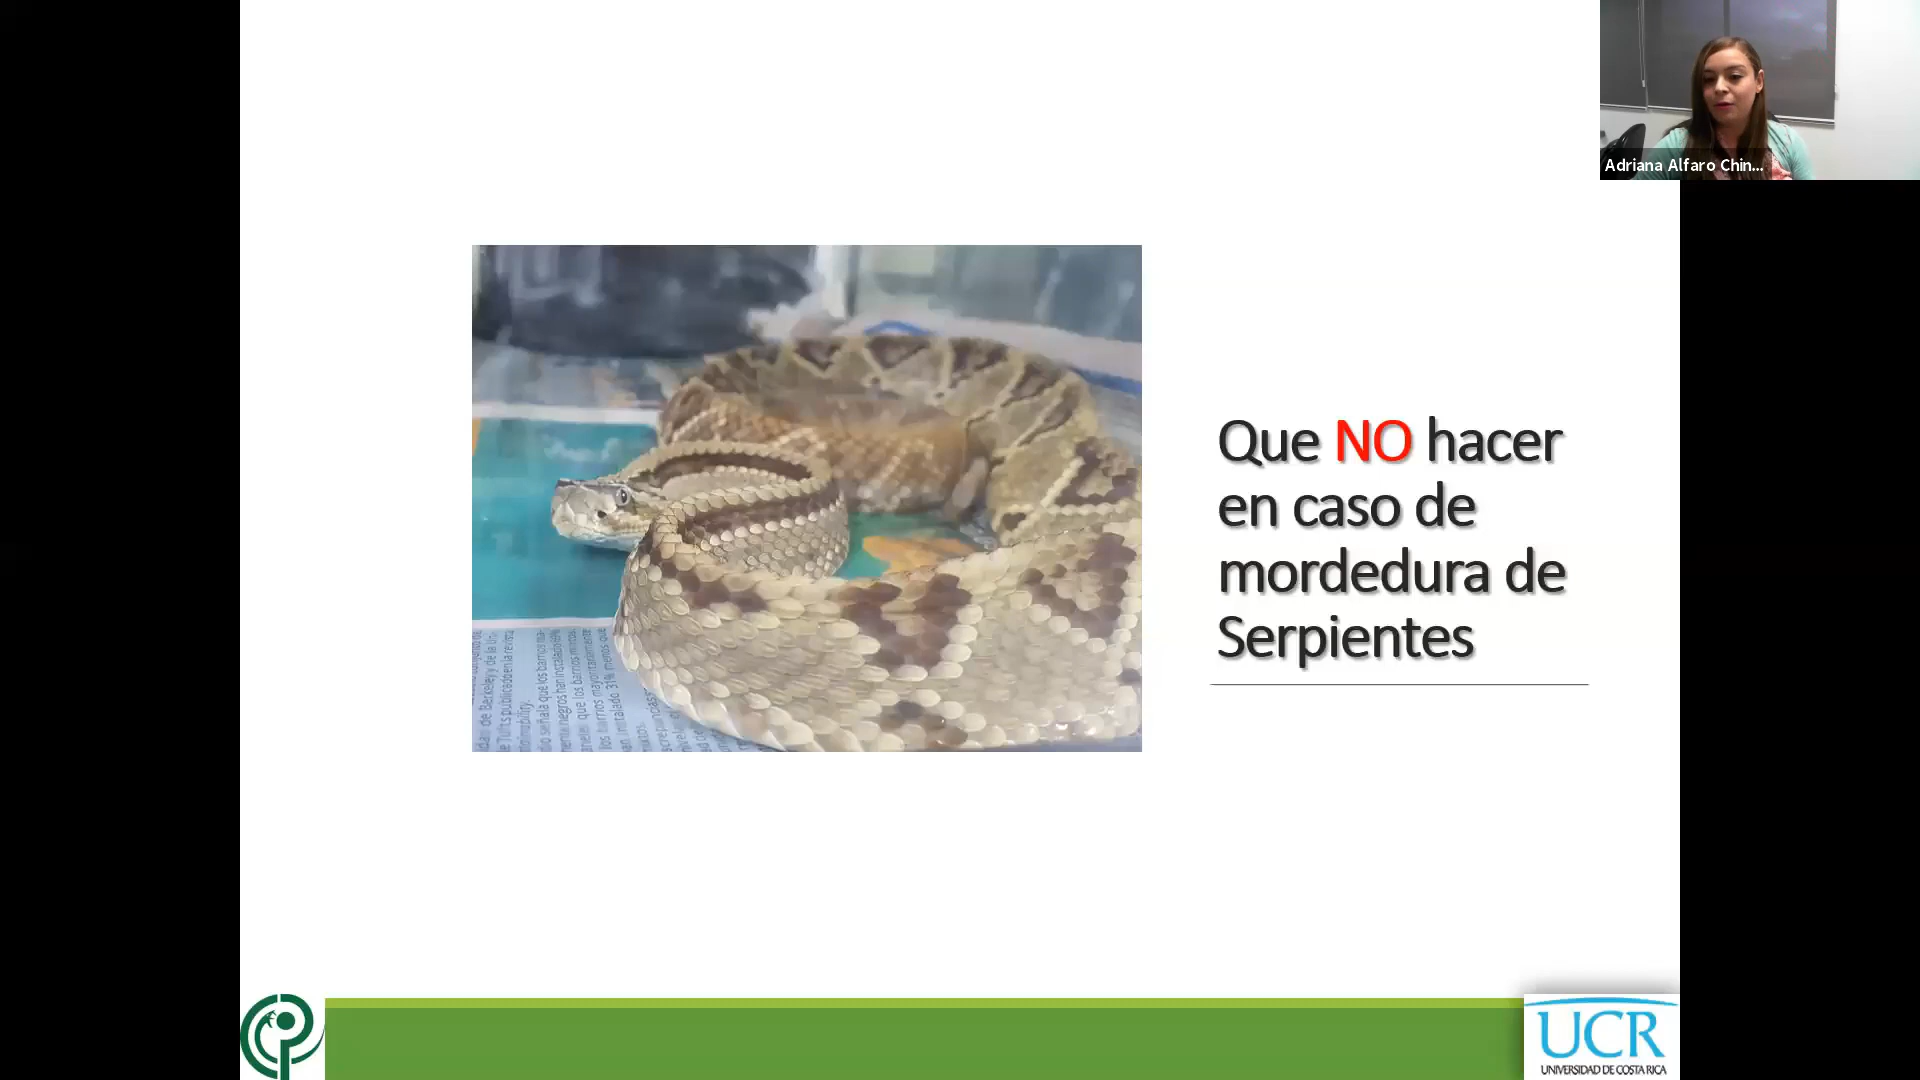 Adriana Alfaro Chin...
Que NO hacer
en caso de
mordedura de
Serpientes
UCR
UNIVERSIDAD DE COSTA RICA